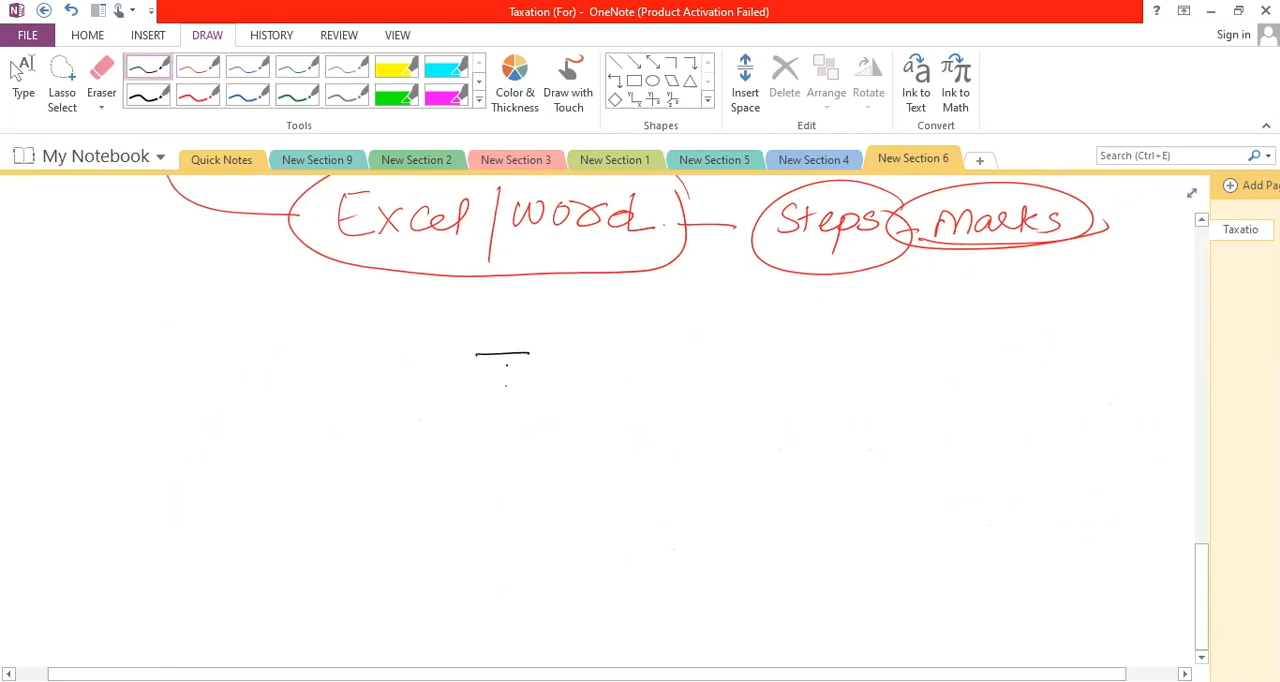 Taxation (For) - OneNote (Product Activation Failed)
?
Sign in
FILE HOME INSERT DRAW HISTORY REVIEW VIEW
Type Lasso Select Eraser Color & Thickness Draw with Touch Insert Space Delete Arrange Rotate Ink to Text Ink to Math
Tools Shapes Edit Convert
My Notebook Quick Notes New Section 9 New Section 2 New Section 3 New Section 1 New Section 5 New Section 4 New Section 6 + Search (Ctrl+E)
Add Pag
Taxatio
Excel | Word - Steps - Marks